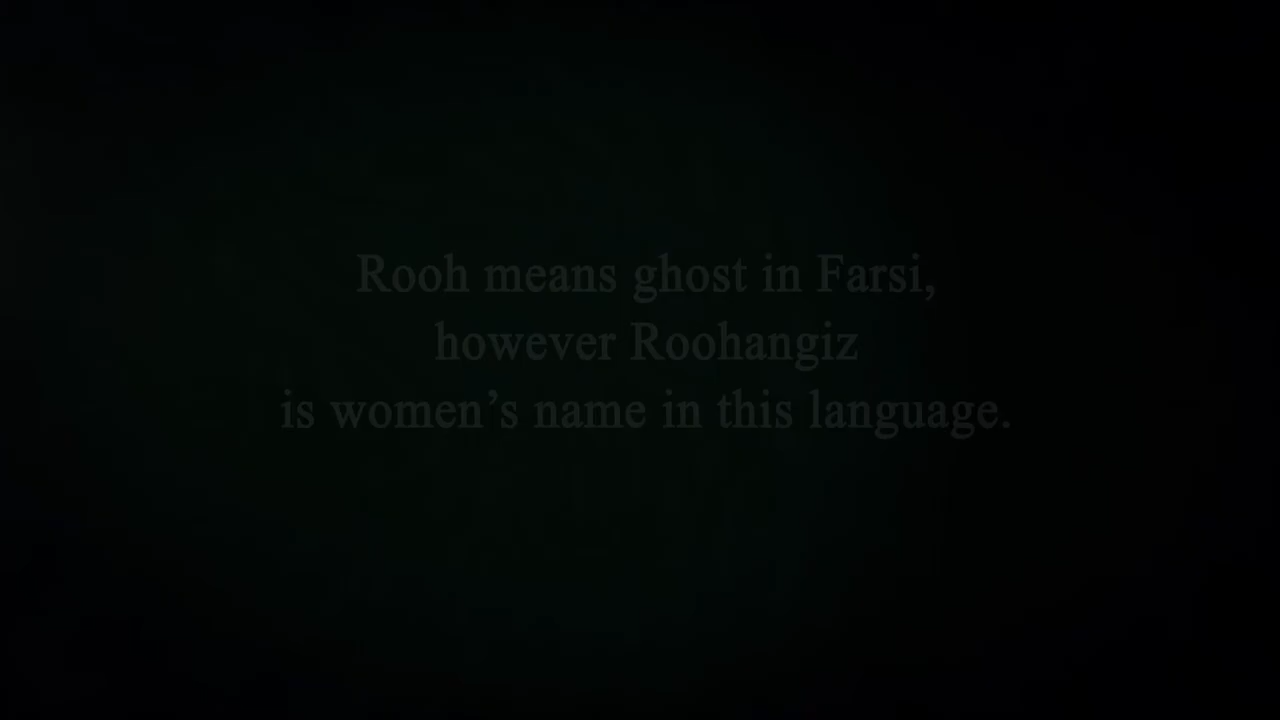 Rooh means ghost in Farsi,
however Roohangiz
is women’s name in this language.